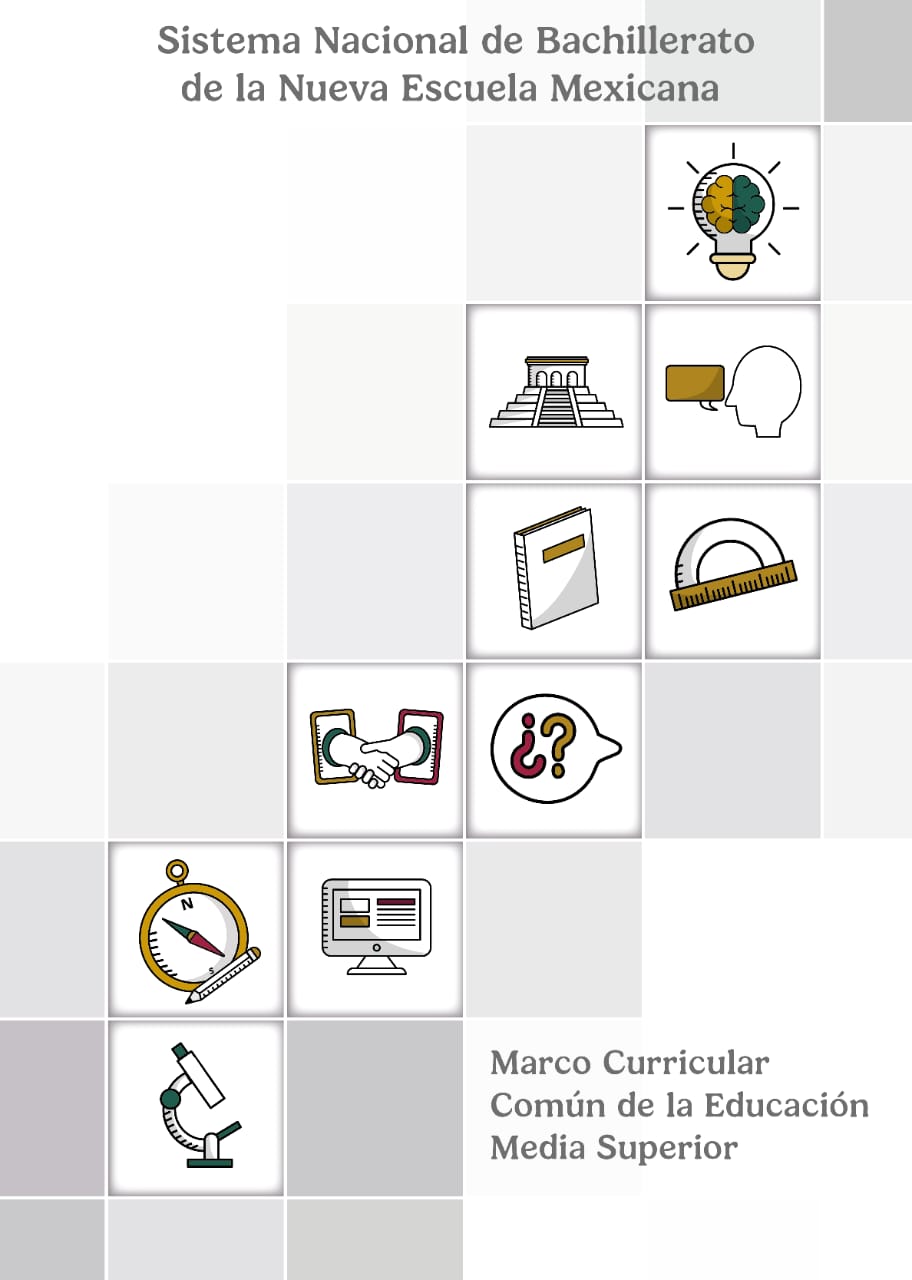 Sistema Nacional de Bachillerato
de la Nueva Escuela Mexicana
¿?
N
S
Marco Curricular
Común de la Educación
Media Superior